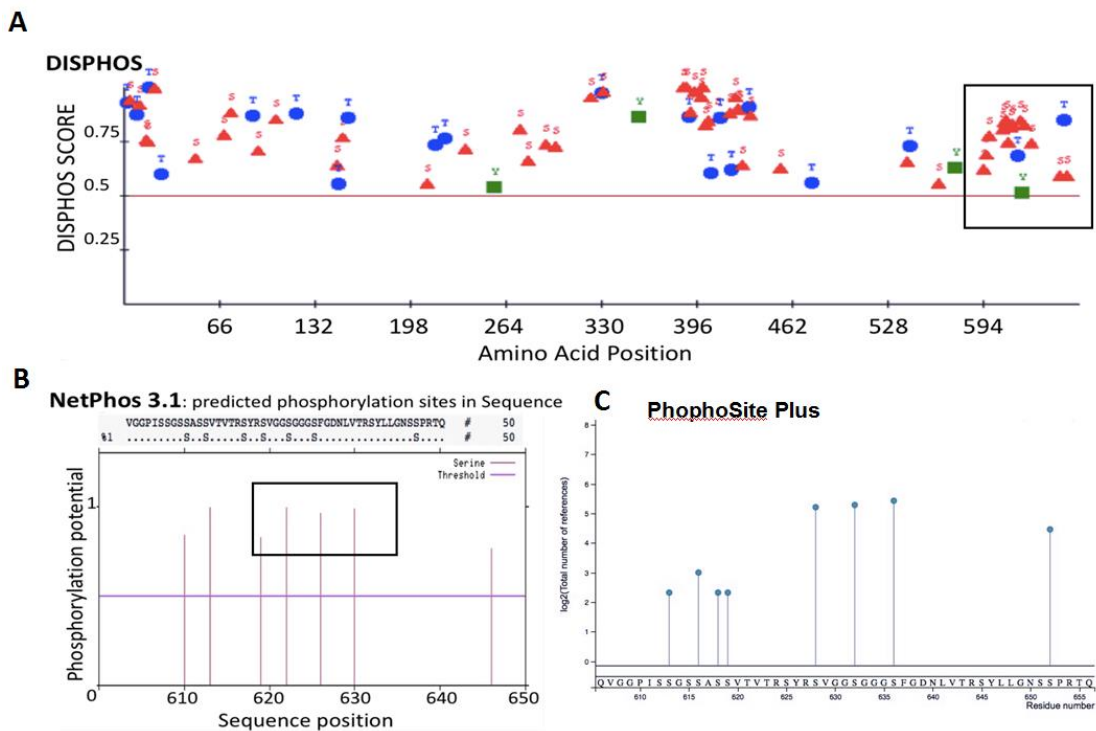 A
DISPHOS
DISPHOS SCORE
0.75
0.5
0.25
66 132 198 264 330 396 462 528 594
Amino Acid Position
B
NetPhos 3.1: predicted phosphorylation sites in Sequence
VGGPISSGSSASSVTVTRSYRSVGGSGGGSFGDNLVTRSYLLGNSSPRTQ # 50
%1 .........S..S.....S..S...S...S...............S.... # 50
Serine
Threshold
Phosphorylation potential
1
0 610 620 630 650
Sequence position
C
PhophoSite Plus
log2(Total number of references)
8
7
6
5
4
3
2
1
0
QVGGPISSGSSASSVTVTRSYRSVGGSGGGSFGDNLVTRSYLLGNSSPRTQ
610 615 620 625 630 635 640 645 650 655
Residue number